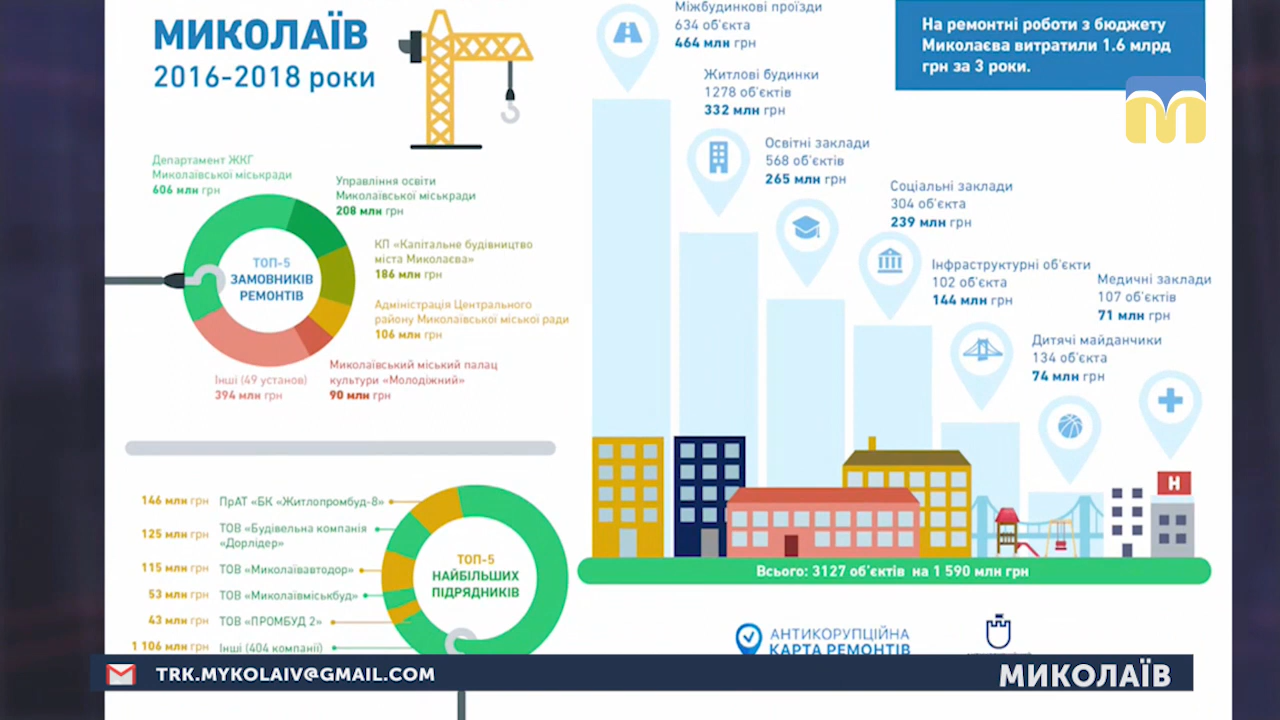 МИКОЛАЇВ
2016-2018 роки
Департамент ЖКГ
Миколаївської міськради
606 млн грн
Управління освіти
Миколаївської міськради
208 млн грн
КП «Капітальне будівництво
міста Миколаєва»
186 млн грн
Адміністрація Центрального
району Миколаївської міської ради
106 млн грн
Миколаївський міський палац
культури «Молодіжний»
90 млн грн
Інші (49 установ)
394 млн грн
ТОП-5
ЗАМОВНИКІВ
РЕМОНТІВ
146 млн грн ПрАТ «БК «Житлопромбуд-8»
125 млн грн ТОВ «Будівельна компанія
«Дорлідер»
115 млн грн ТОВ «Миколаївавтодор»
53 млн грн ТОВ «Миколаївміськбуд»
43 млн грн ТОВ «ПРОМБУД 2»
1 106 млн грн Інші (404 компанії)
ТОП-5
НАЙБІЛЬШИХ
ПІДРЯДНИКІВ
Міжбудинкові проїзди
634 об'єкта
464 млн грн
Житлові будинки
1278 об'єктів
332 млн грн
Освітні заклади
568 об'єктів
265 млн грн
Соціальні заклади
304 об'єкта
239 млн грн
Інфраструктурні об'єкти
102 об'єкта
144 млн грн
Медичні заклади
107 об'єктів
71 млн грн
Дитячі майданчики
134 об'єкта
74 млн грн
На ремонтні роботи з бюджету
Миколаєва витратили 1.6 млрд
грн за 3 роки.
H
Всього: 3127 об'єктів на 1 590 млн грн
АНТИКОРУПЦІЙНА
КАРТА РЕМОНТІВ
TRK.MYKOLAIV@GMAIL.COM
МИКОЛАЇВ